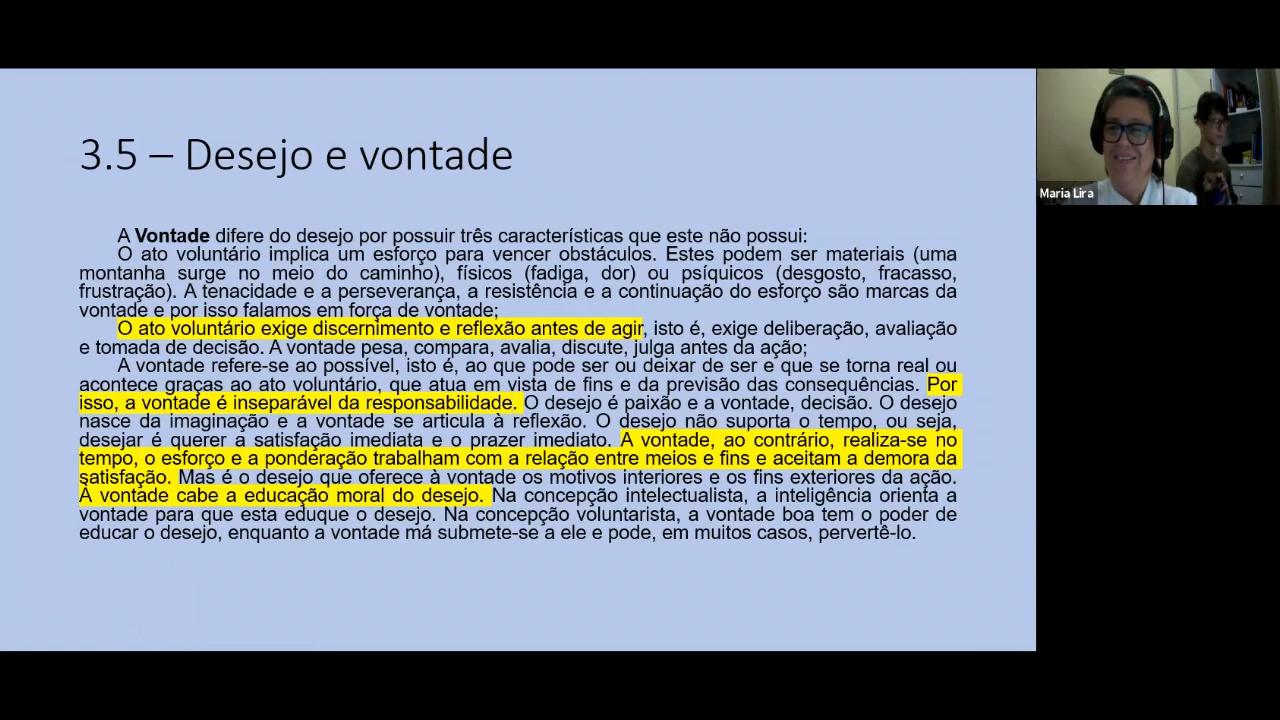 3.5 – Desejo e vontade
A Vontade difere do desejo por possuir três características que este não possui:
O ato voluntário implica um esforço para vencer obstáculos. Estes podem ser materiais (uma
montanha surge no meio do caminho), físicos (fadiga, dor) ou psíquicos (desgosto, fracasso,
frustração). A tenacidade e a perseverança, a resistência e a continuação do esforço são marcas da
vontade e por isso falamos em força de vontade;
O ato voluntário exige discernimento e reflexão antes de agir, isto é, exige deliberação, avaliação
e tomada de decisão. A vontade pesa, compara, avalia, discute, julga antes da ação;
A vontade refere-se ao possível, isto é, ao que pode ser ou deixar de ser e que se torna real ou
acontece graças ao ato voluntário, que atua em vista de fins e da previsão das consequências. Por
isso, a vontade é inseparável da responsabilidade. O desejo é paixão e a vontade, decisão. O desejo
nasce da imaginação e a vontade se articula à reflexão. O desejo não suporta o tempo, ou seja,
desejar é querer a satisfação imediata e o prazer imediato. A vontade, ao contrário, realiza-se no
tempo, o esforço e a ponderação trabalham com a relação entre meios e fins e aceitam a demora da
satisfação. Mas é o desejo que oferece à vontade os motivos interiores e os fins exteriores da ação.
À vontade cabe a educação moral do desejo. Na concepção intelectualista, a inteligência orienta a
vontade para que esta eduque o desejo. Na concepção voluntarista, a vontade boa tem o poder de
educar o desejo, enquanto a vontade má submete-se a ele e pode, em muitos casos, pervertê-lo.
Maria Lira